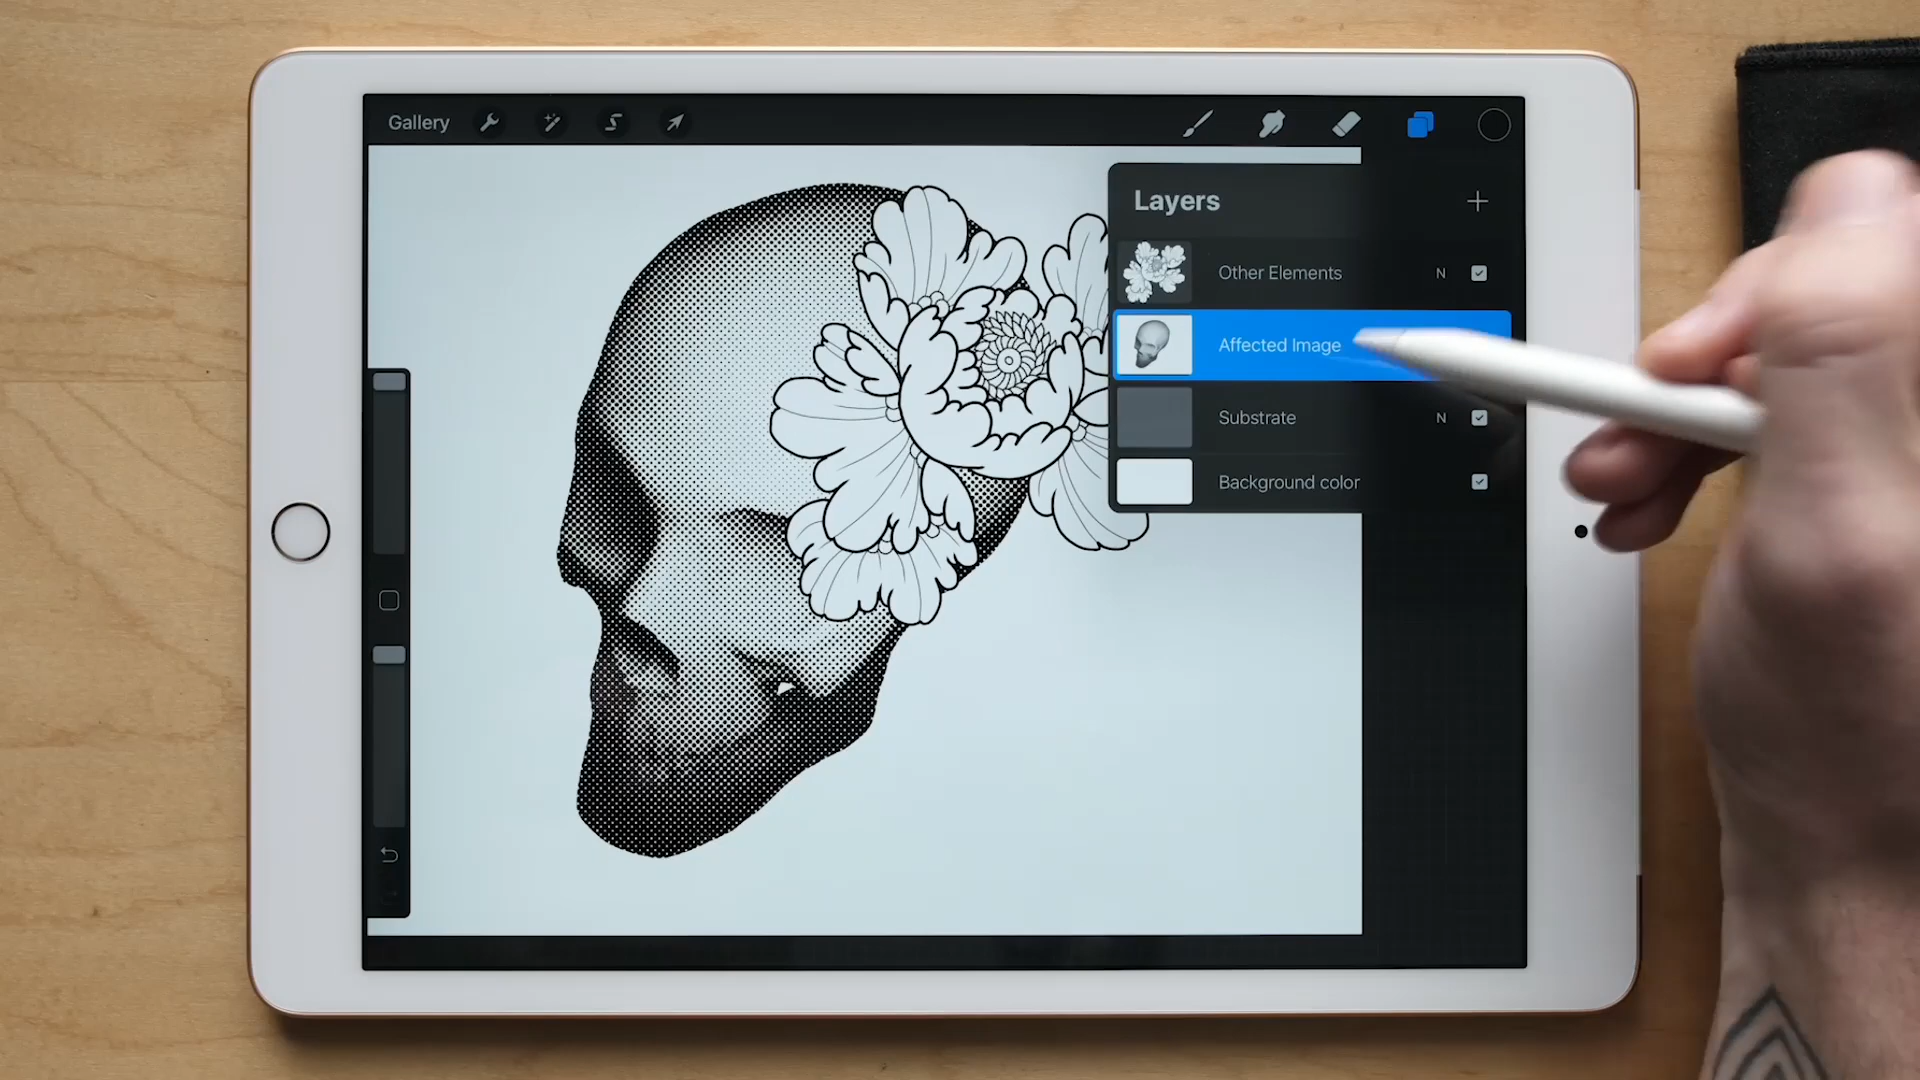 Gallery
Layers
Other Elements N
Affected Image
Substrate N
Background color